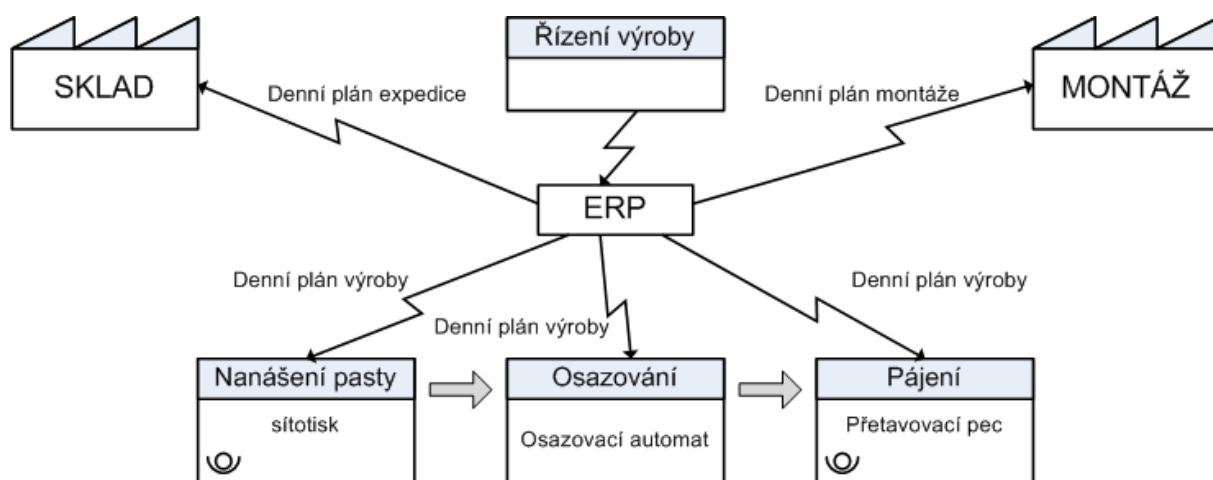 Řízení výroby
SKLAD
Denní plán expedice
Denní plán montáže
MONTÁŽ
ERP
Denní plán výroby
Denní plán výroby
Denní plán výroby
Nanášení pasty
sítotisk
Osazování
Osazovací automat
Pájení
Přetavovací pec